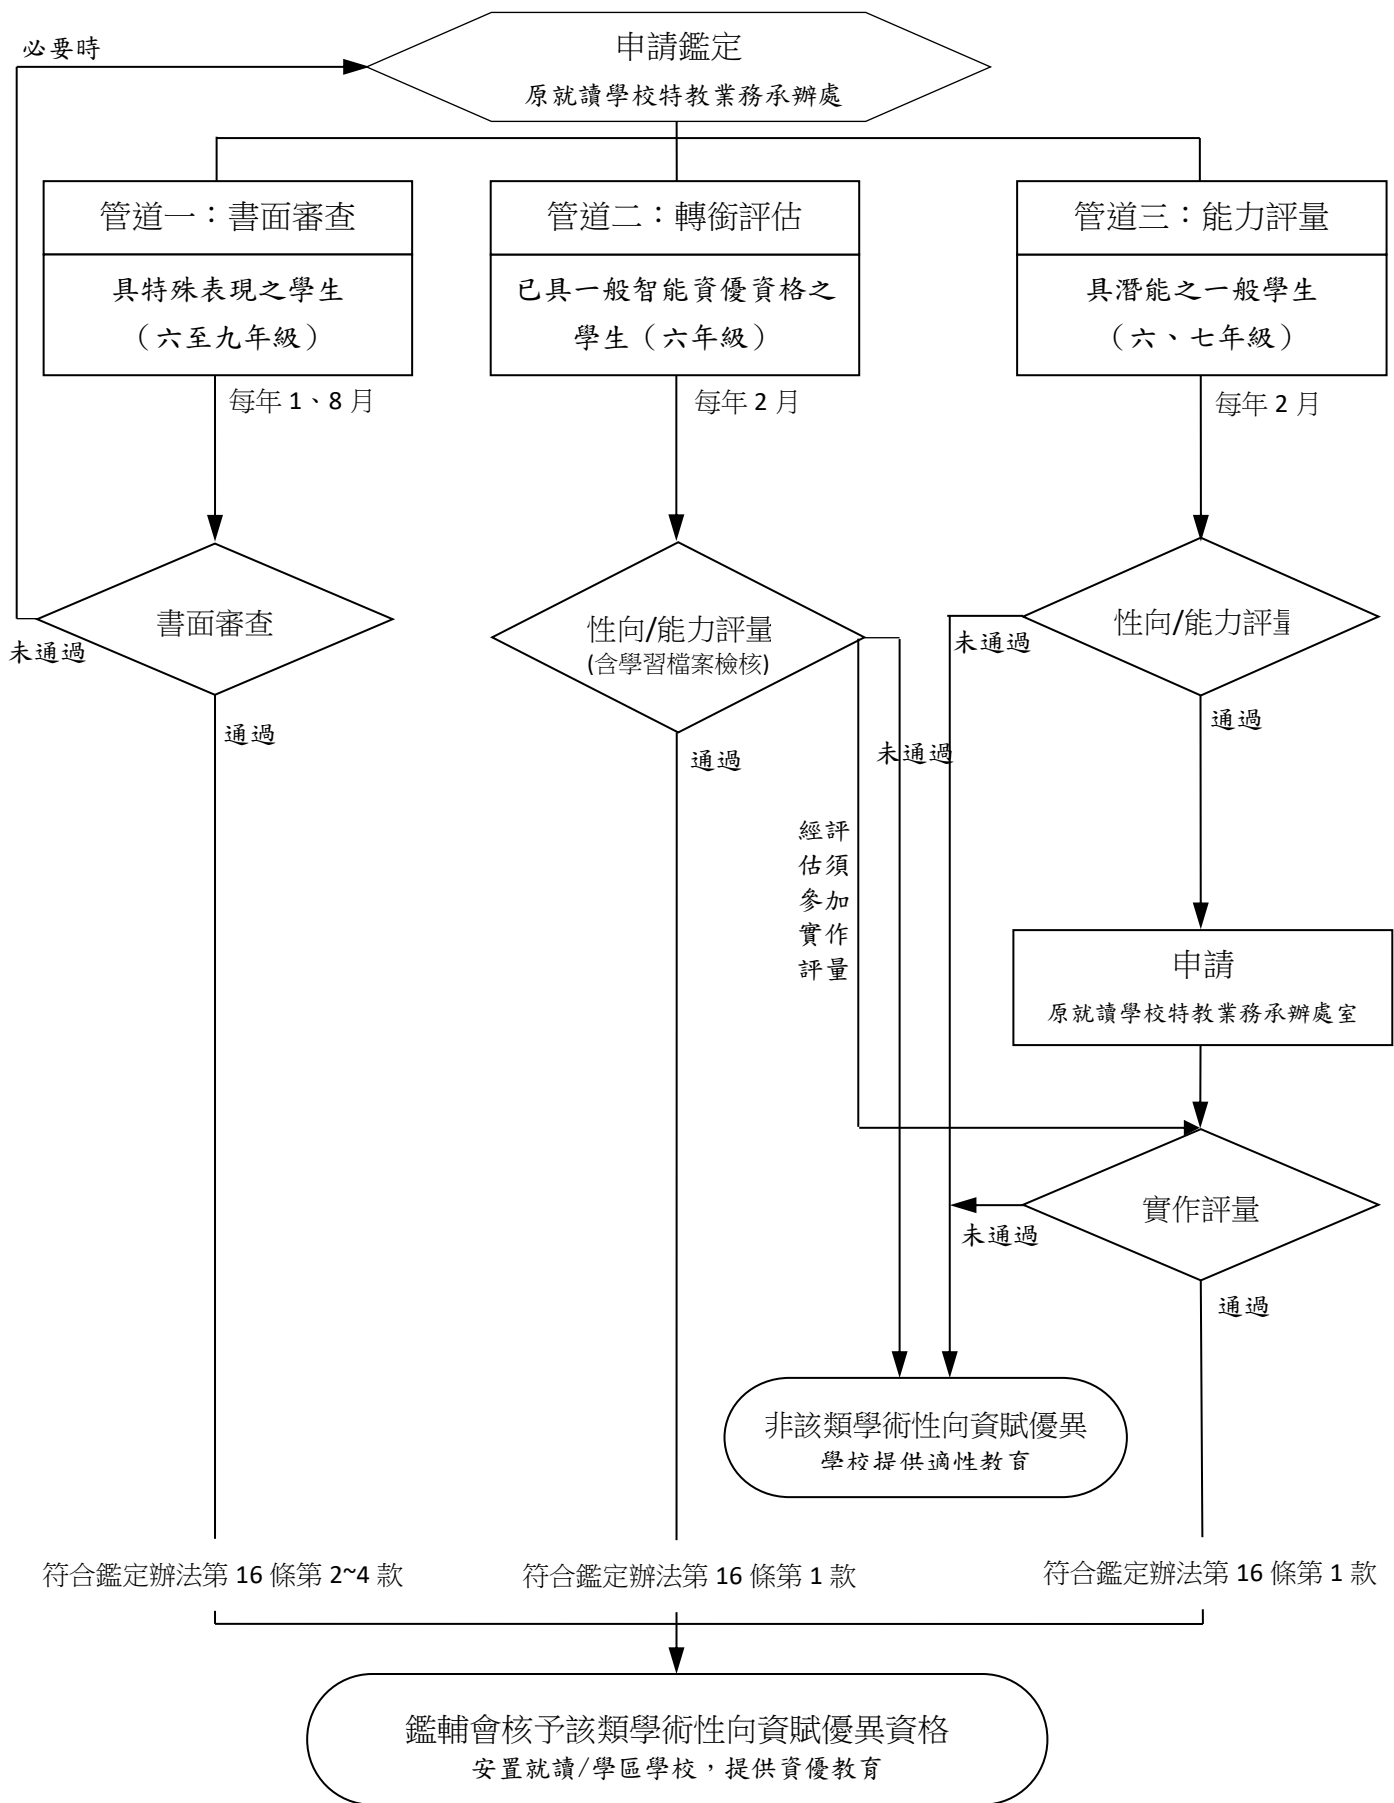 必要時
申請鑑定
原就讀學校特教業務承辦處
管道一：書面審查
具特殊表現之學生
（六至九年級）
每年 1、8 月
管道二：轉銜評估
已具一般智能資優資格之
學生（六年級）
每年 2 月
管道三：能力評量
具潛能之一般學生
（六、七年級）
每年 2 月
書面審查
未通過
通過
性向/能力評量
(含學習檔案檢核)
通過
未通過
經評
估須
參加
實作
評量
性向/能力評量
未通過
通過
申請
原就讀學校特教業務承辦處室
實作評量
未通過
通過
非該類學術性向資賦優異
學校提供適性教育
符合鑑定辦法第 16 條第 2~4 款
符合鑑定辦法第 16 條第 1 款
符合鑑定辦法第 16 條第 1 款
鑑輔會核予該類學術性向資賦優異資格
安置就讀/學區學校，提供資優教育